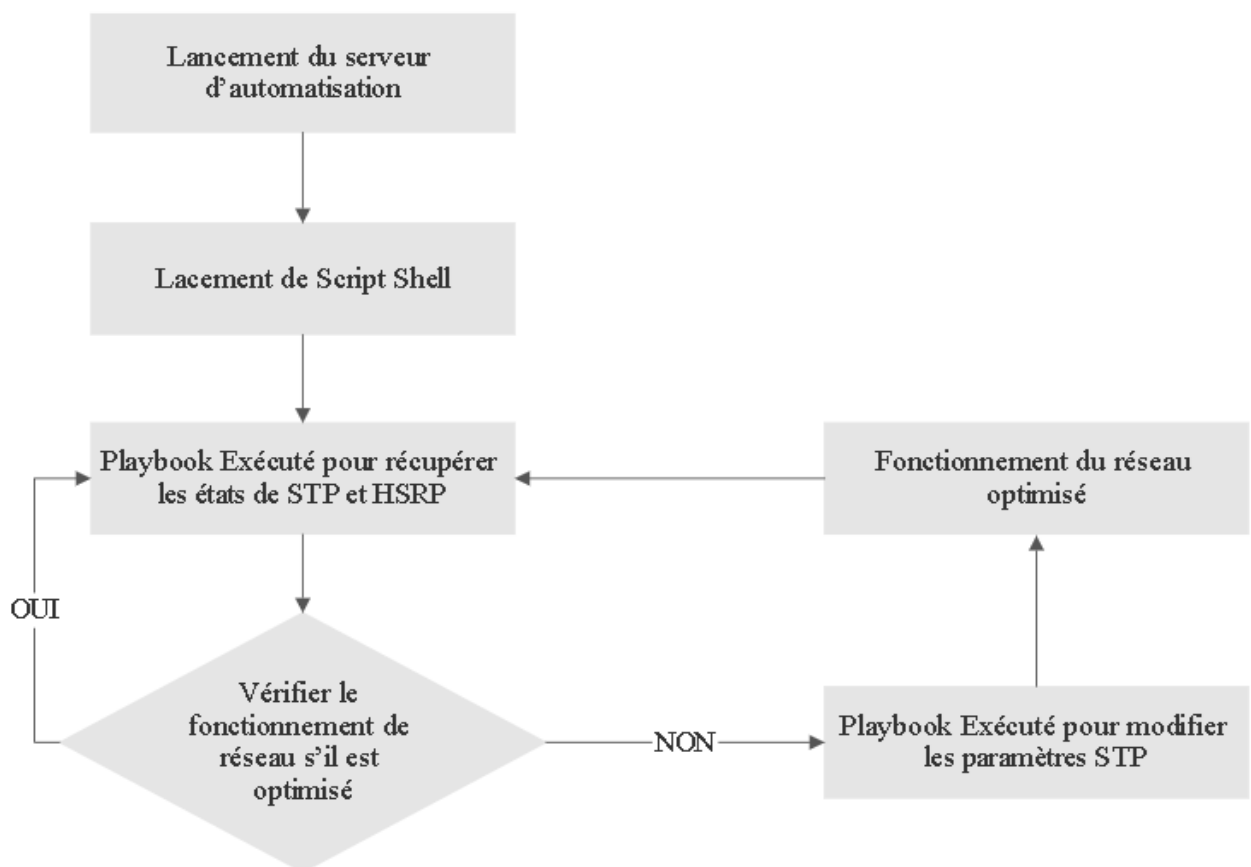 Lancement du serveur
d’automatisation
Lacement de Script Shell
Playbook Exécuté pour récupérer
les états de STP et HSRP
Fonctionnement du réseau
optimisé
OUI
Vérifier le
fonctionnement de
réseau s’il est
optimisé
NON
Playbook Exécuté pour modifier
les paramètres STP